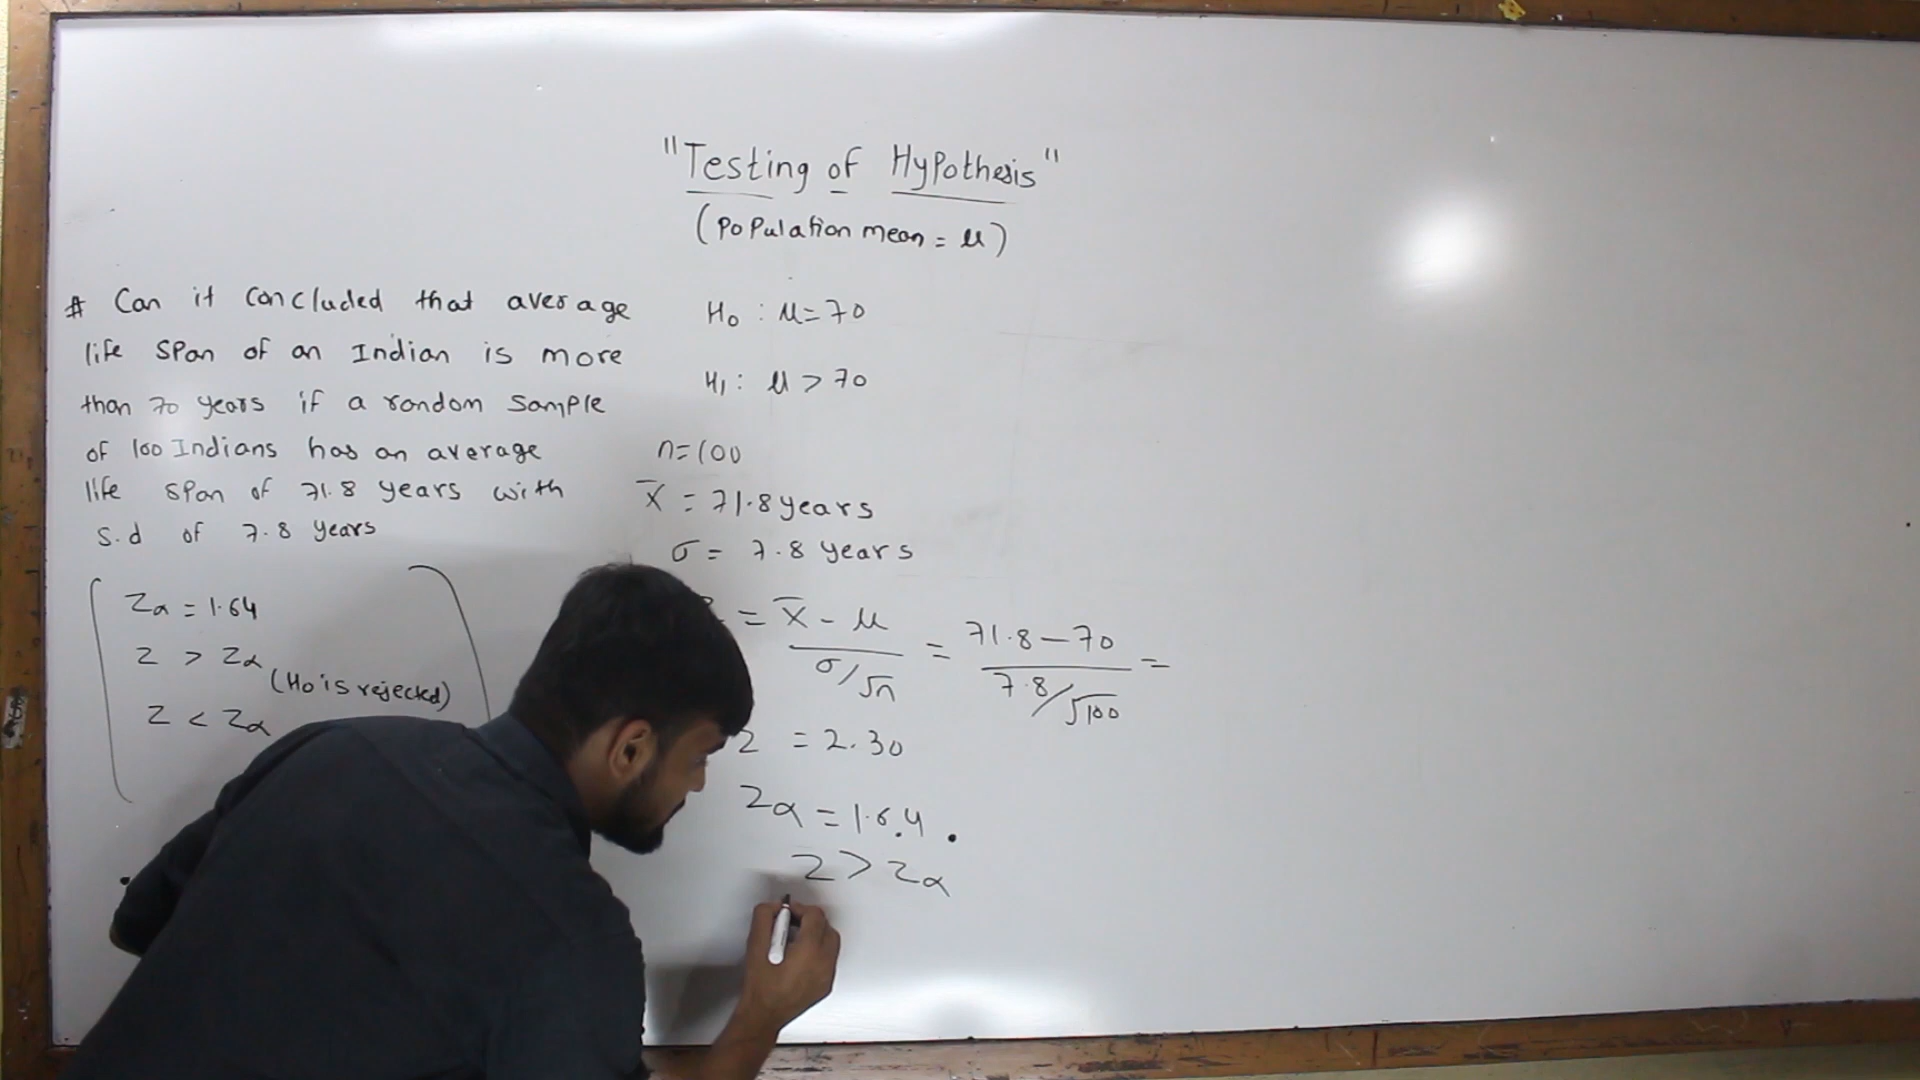 "Testing of Hypothesis"
(Population mean = μ)
# Can it concluded that average
life span of an Indian is more
than 70 years if a random sample
of 100 Indians has an average
life span of 71.8 years with
s.d of 7.8 years
Zα = 1.64
Z > Zα
(H₀ is rejected)
Z < Zα
H₀ : μ = 70
H₁ : μ > 70
n = 100
x̄ = 71.8 years
σ = 7.8 years
= x̄ - μ / σ/√n = 71.8 - 70 / 7.8/√100 =
Z = 2.30
Zα = 1.64
Z > Zα